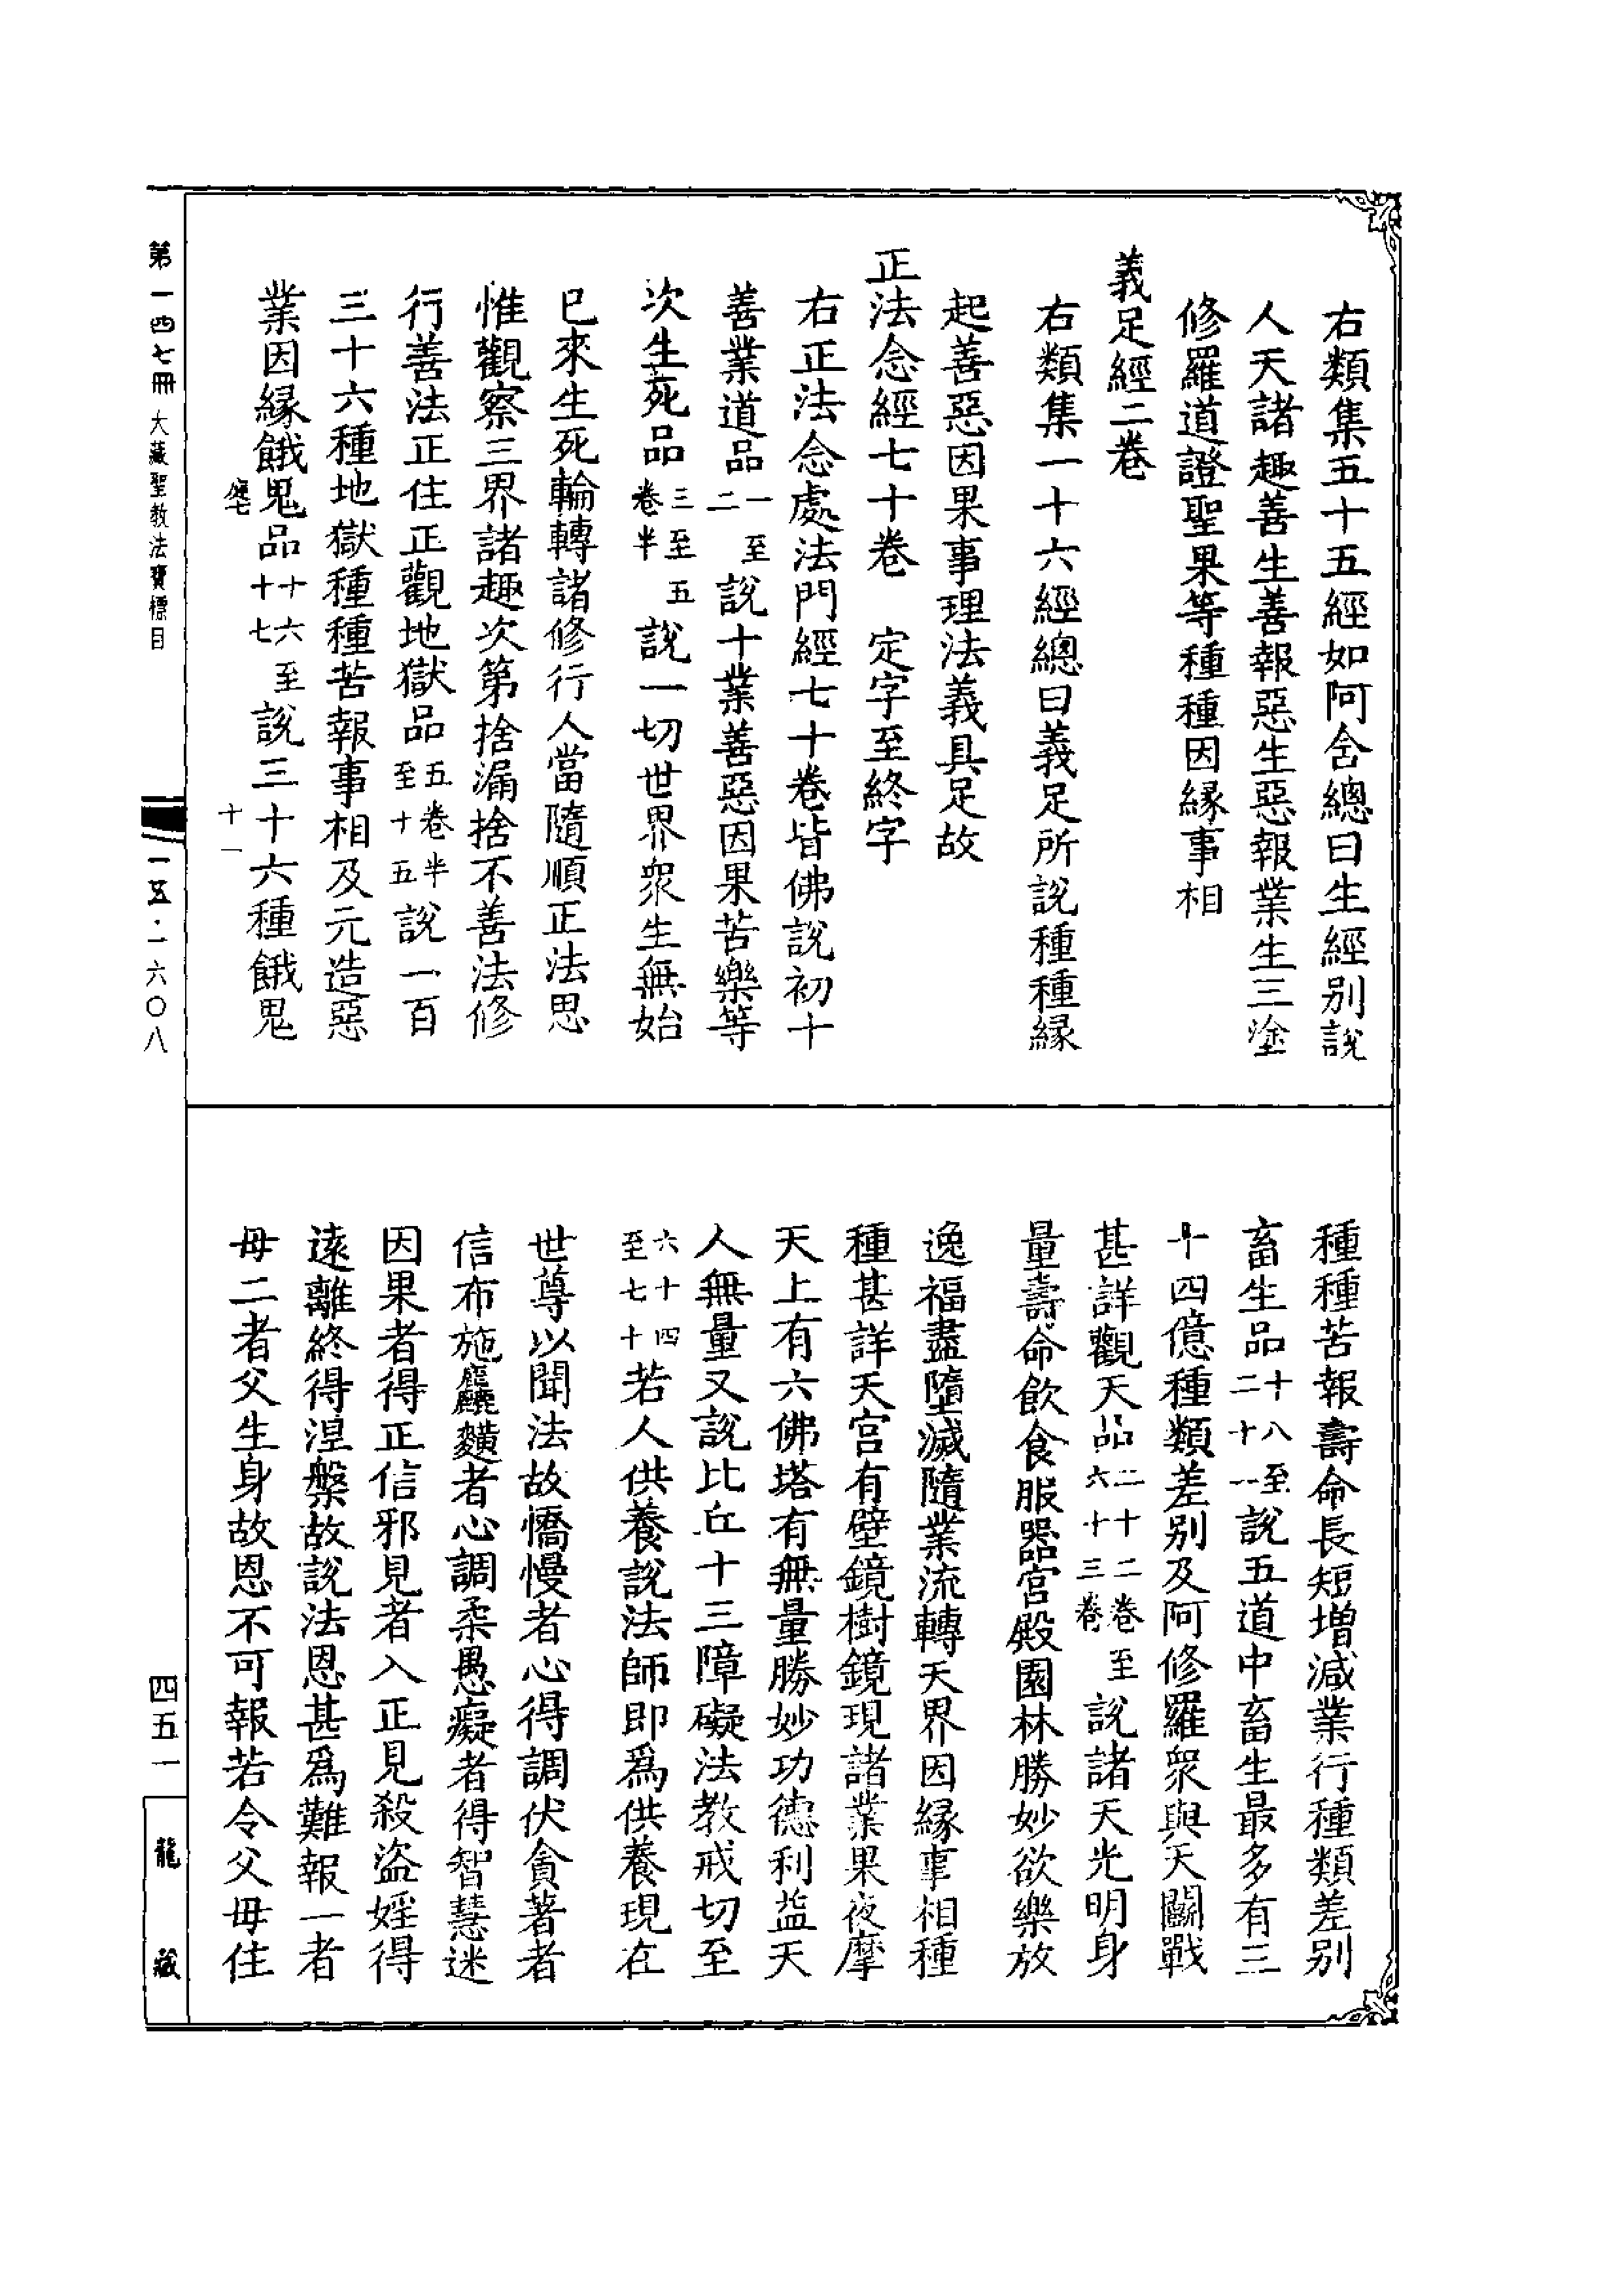 右類集五十五經如阿含總曰生經別說
人天諸趣善生善報惡生惡報業生三塗
修羅道證聖果等種種因緣事相
義足經二卷
右類集一十六經總曰義足所說種種緣
起善惡因果事理法義具足故
正法念經七十卷　定字至終字
右正法念處法門經七十卷皆佛說初十
善業道品一至二說十業善惡因果苦樂等
次生死品三至五卷半說一切世界眾生無始
已來生死輪轉諸修行人當隨順正法思
惟觀察三界諸趣次第捨漏捨不善法修
行善法正住正觀地獄品五卷半至十五說一百
三十六種地獄種種苦報事相及元造惡
業因緣餓鬼品十六至十七說三十六種餓鬼
十一
種種苦報壽命長短增減業行種類差別
畜生品十八至二十一說五道中畜生最多有三
十四億種類差別及阿修羅眾與天鬭戰
甚詳觀天品二十二卷至六十三卷說諸天光明身
量壽命飲食服器宮殿園林勝妙欲樂放
逸福盡墮滅隨業流轉天界因緣事相種
種甚詳天宮有壁鏡樹鏡現諸業果夜摩
天上有六佛塔有無量勝妙功德利益天
人無量又說比丘十三障礙法教戒切至
六十四至七十若人供養說法師即為供養現在
世尊以聞法故憍慢者心得調伏貪著者
信布施麤獷者心調柔愚癡者得智慧迷
因果者得正信邪見者入正見殺盜婬得
遠離終得涅槃故說法恩甚爲難報一者
母二者父生身故恩不可報若令父母住
第一四七冊　大藏聖教法寶標目
一五·一六〇八
四五一
龍藏